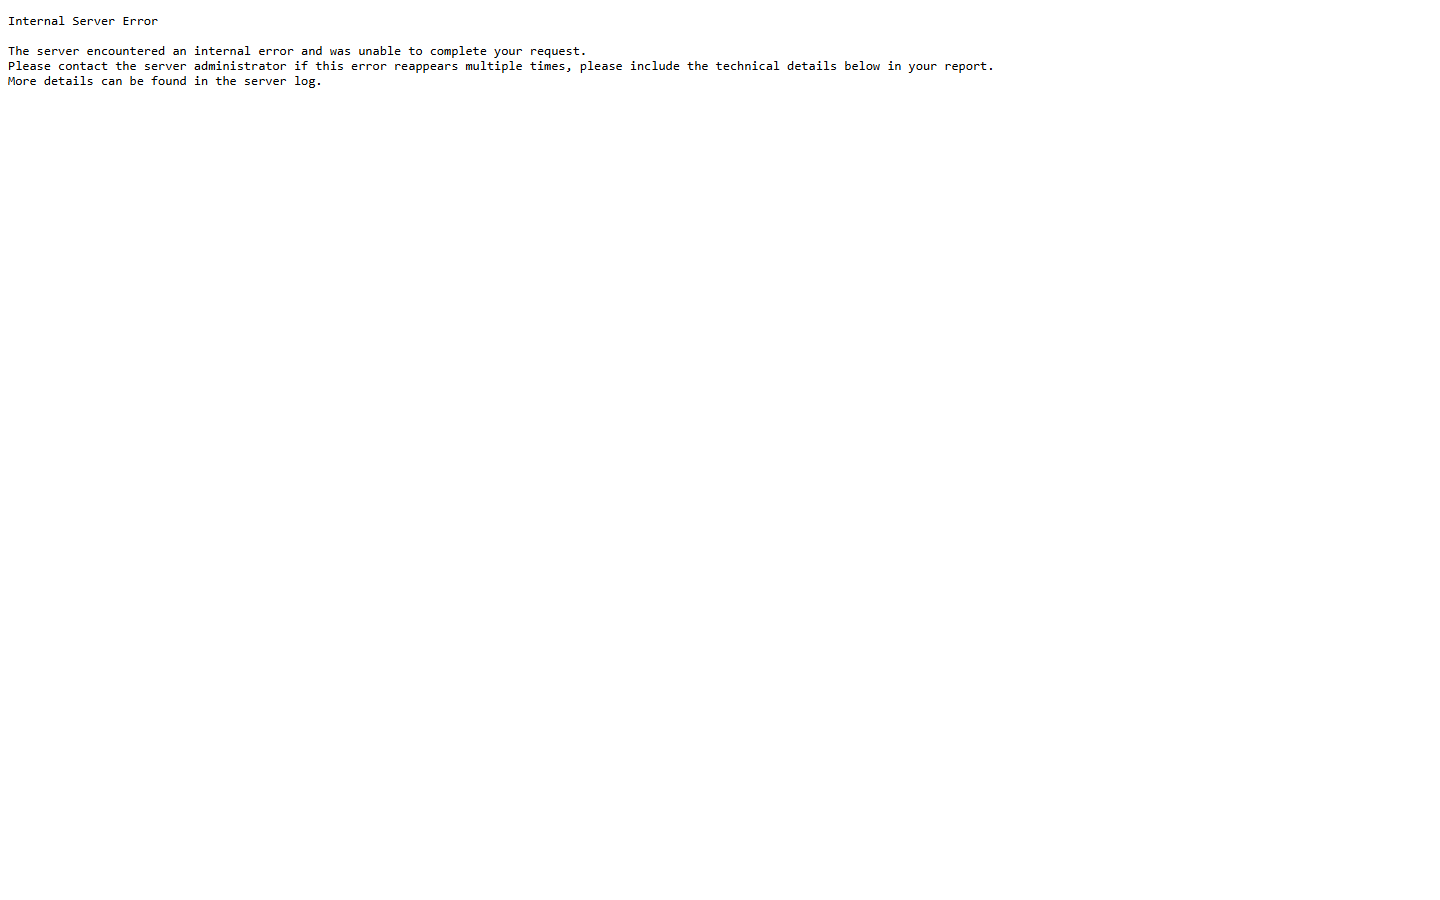 Internal Server Error
The server encountered an internal error and was unable to complete your request.
Please contact the server administrator if this error reappears multiple times, please include the technical details below in your report.
More details can be found in the server log.